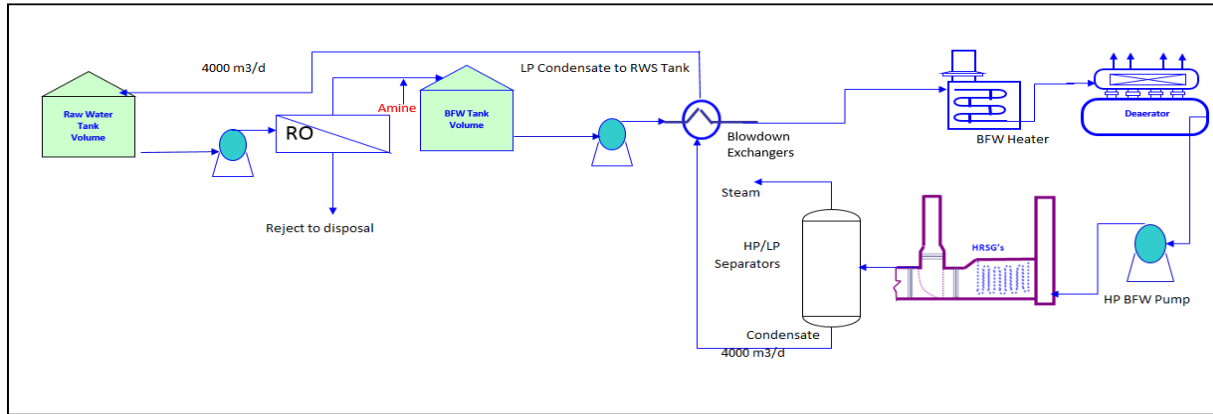 4000 m3/d
LP Condensate to RWS Tank
Raw Water
Tank
Volume
RO
Amine
BFW Tank
Volume
Blowdown
Exchangers
BFW Heater
Deaerator
Reject to disposal
Steam
HP/LP
Separators
HRSG's
HP BFW Pump
Condensate
4000 m3/d